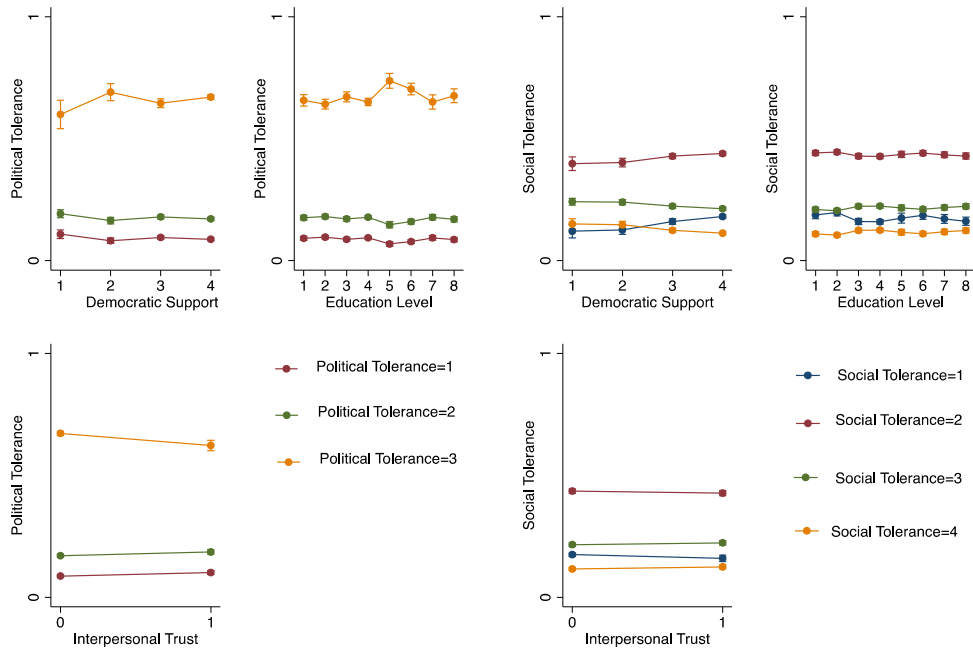 1
0
Political Tolerance
1 2 3 4
Democratic Support
1
0
Political Tolerance
1 2 3 4 5 6 7 8
Education Level
1
0
Social Tolerance
1 2 3 4
Democratic Support
1
0
Social Tolerance
1 2 3 4 5 6 7 8
Education Level
1
0
Political Tolerance
0 1
Interpersonal Trust
Political Tolerance=1
Political Tolerance=2
Political Tolerance=3
1
0
Social Tolerance
0 1
Interpersonal Trust
Social Tolerance=1
Social Tolerance=2
Social Tolerance=3
Social Tolerance=4